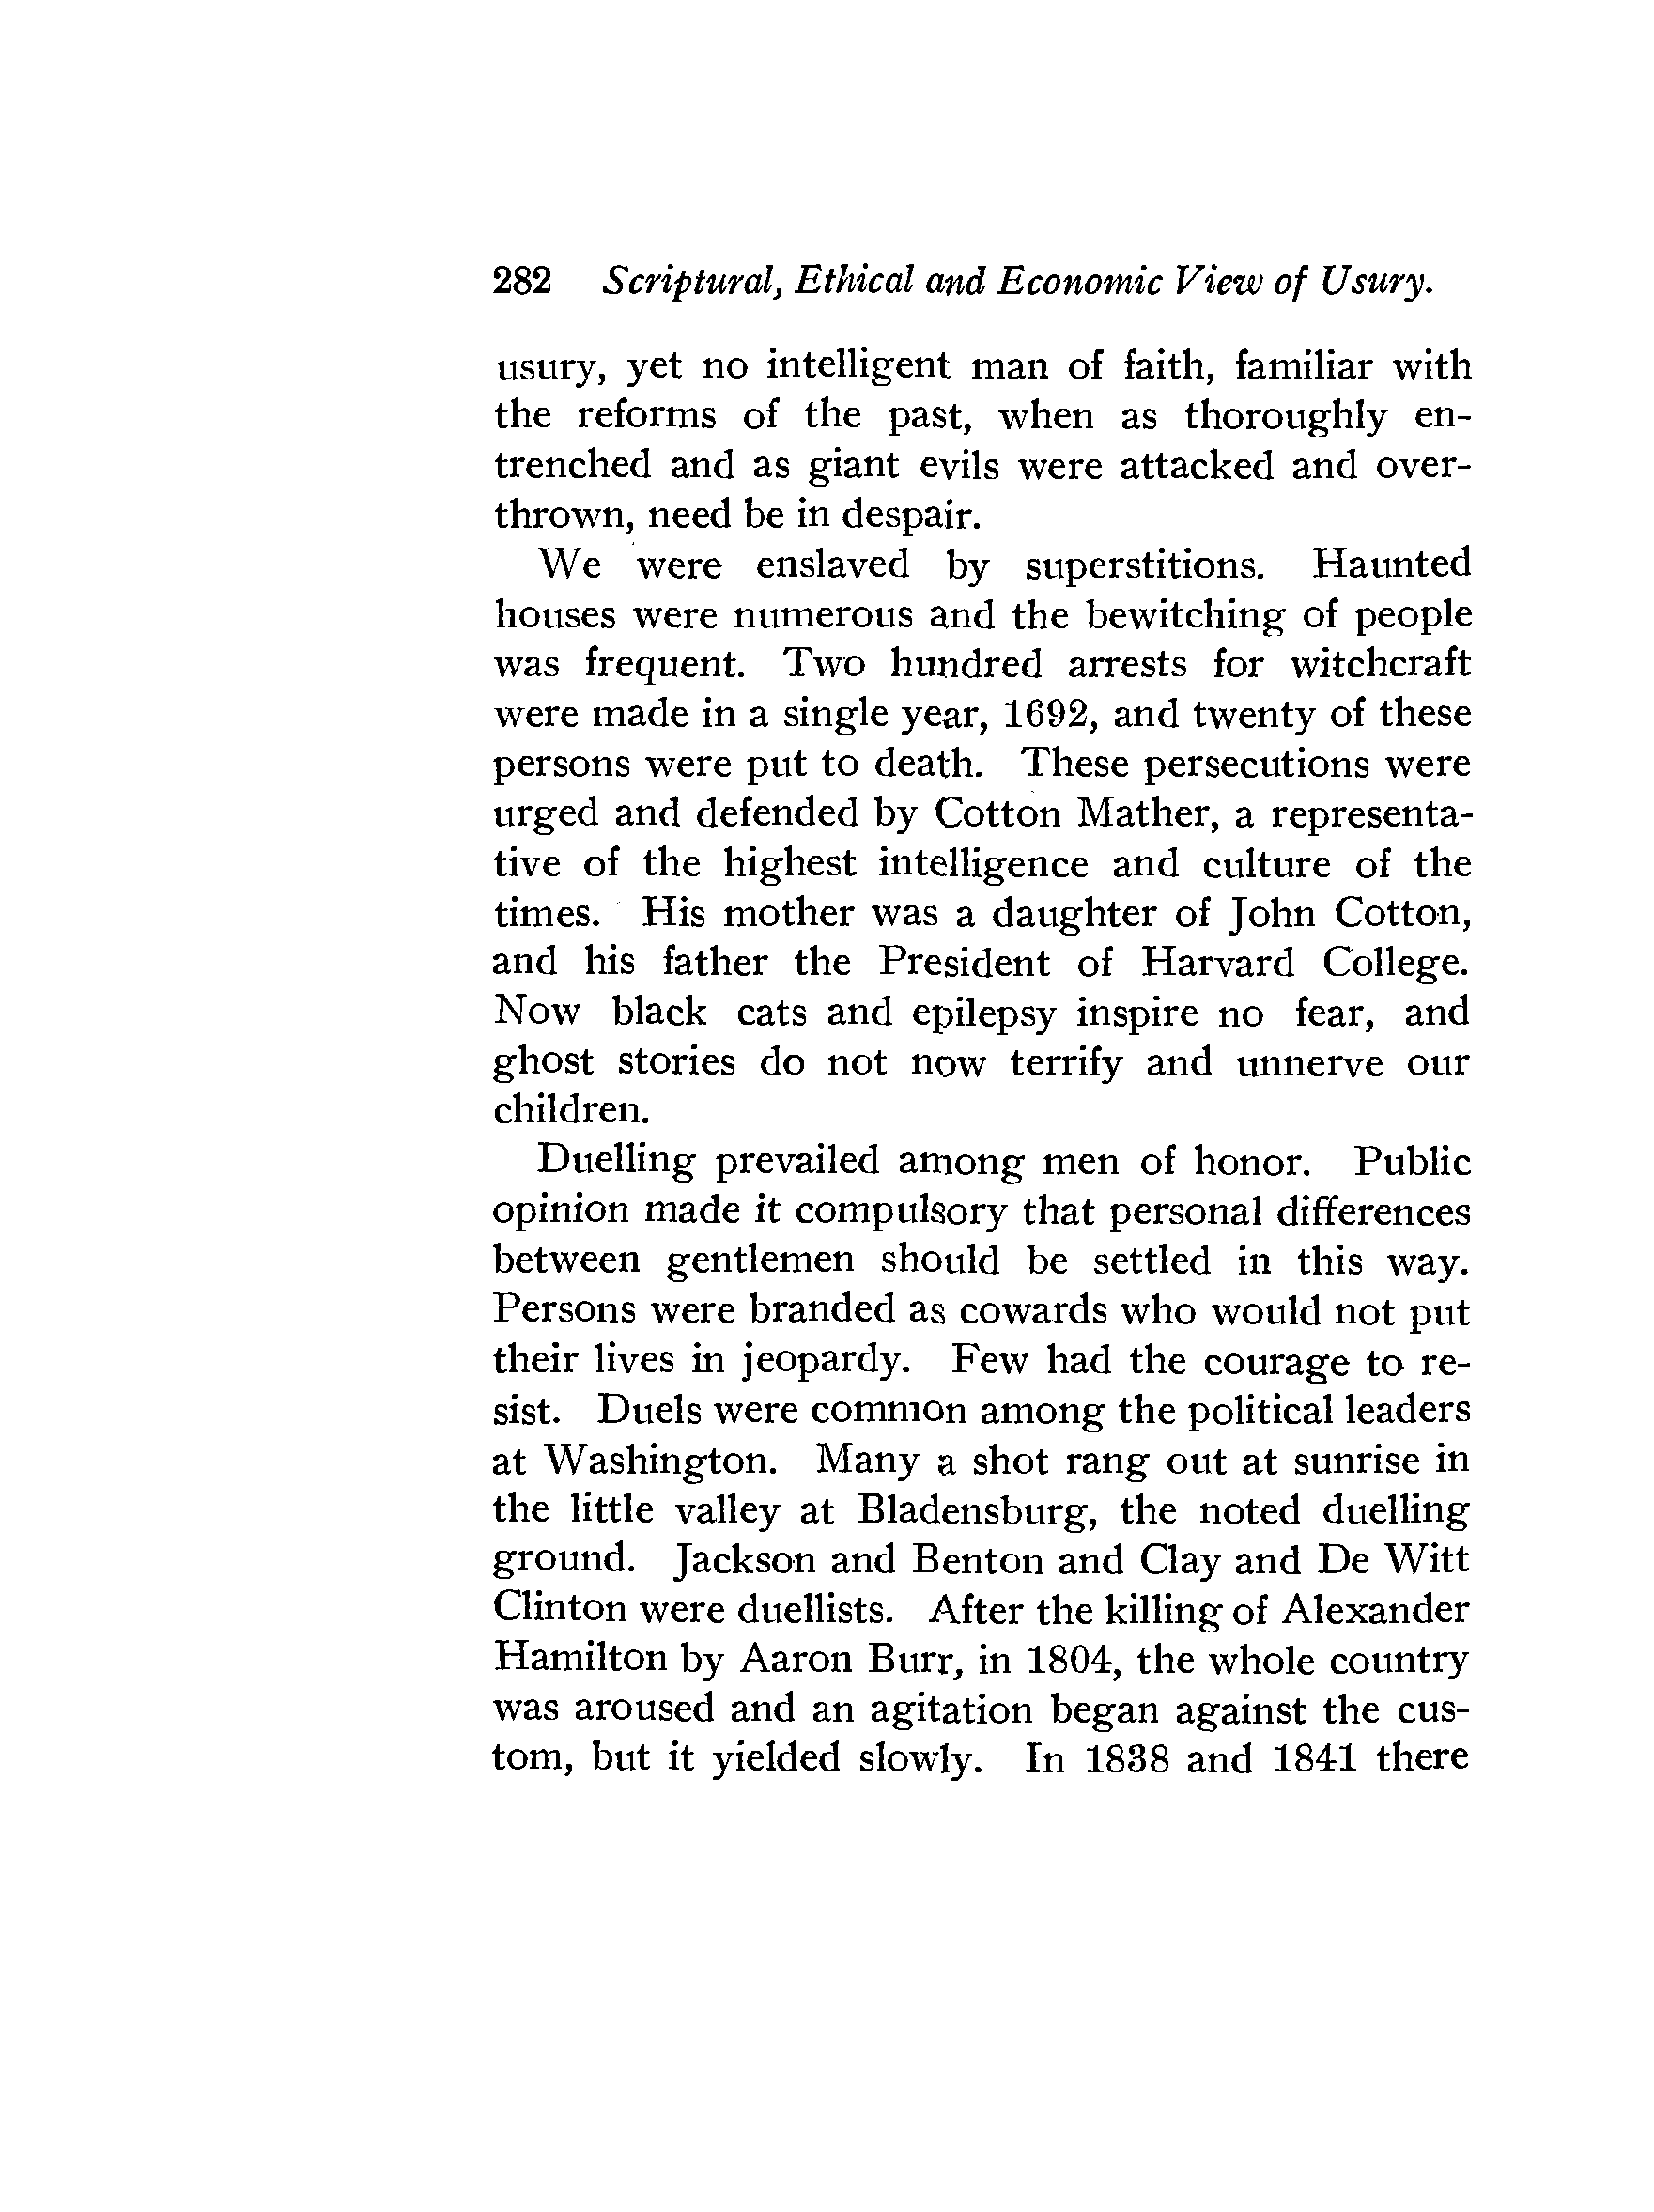 282 Scriptural, Ethical and Economic View of Usury.
usury, yet no intelligent man of faith, familiar with
the reforms of the past, when as thoroughly en-
trenched and as giant evils were attacked and over-
thrown, need be in despair.
We were enslaved by superstitions. Haunted
houses were numerous and the bewitching of people
was frequent. Two hundred arrests for witchcraft
were made in a single year, 1692, and twenty of these
persons were put to death. These persecutions were
urged and defended by Cotton Mather, a representa-
tive of the highest intelligence and culture of the
times. His mother was a daughter of John Cotton,
and his father the President of Harvard College.
Now black cats and epilepsy inspire no fear, and
ghost stories do not now terrify and unnerve our
children.
Duelling prevailed among men of honor. Public
opinion made it compulsory that personal differences
between gentlemen should be settled in this way.
Persons were branded as cowards who would not put
their lives in jeopardy. Few had the courage to re-
sist. Duels were common among the political leaders
at Washington. Many a shot rang out at sunrise in
the little valley at Bladensburg, the noted duelling
ground. Jackson and Benton and Clay and De Witt
Clinton were duellists. After the killing of Alexander
Hamilton by Aaron Burr, in 1804, the whole country
was aroused and an agitation began against the cus-
tom, but it yielded slowly. In 1838 and 1841 there